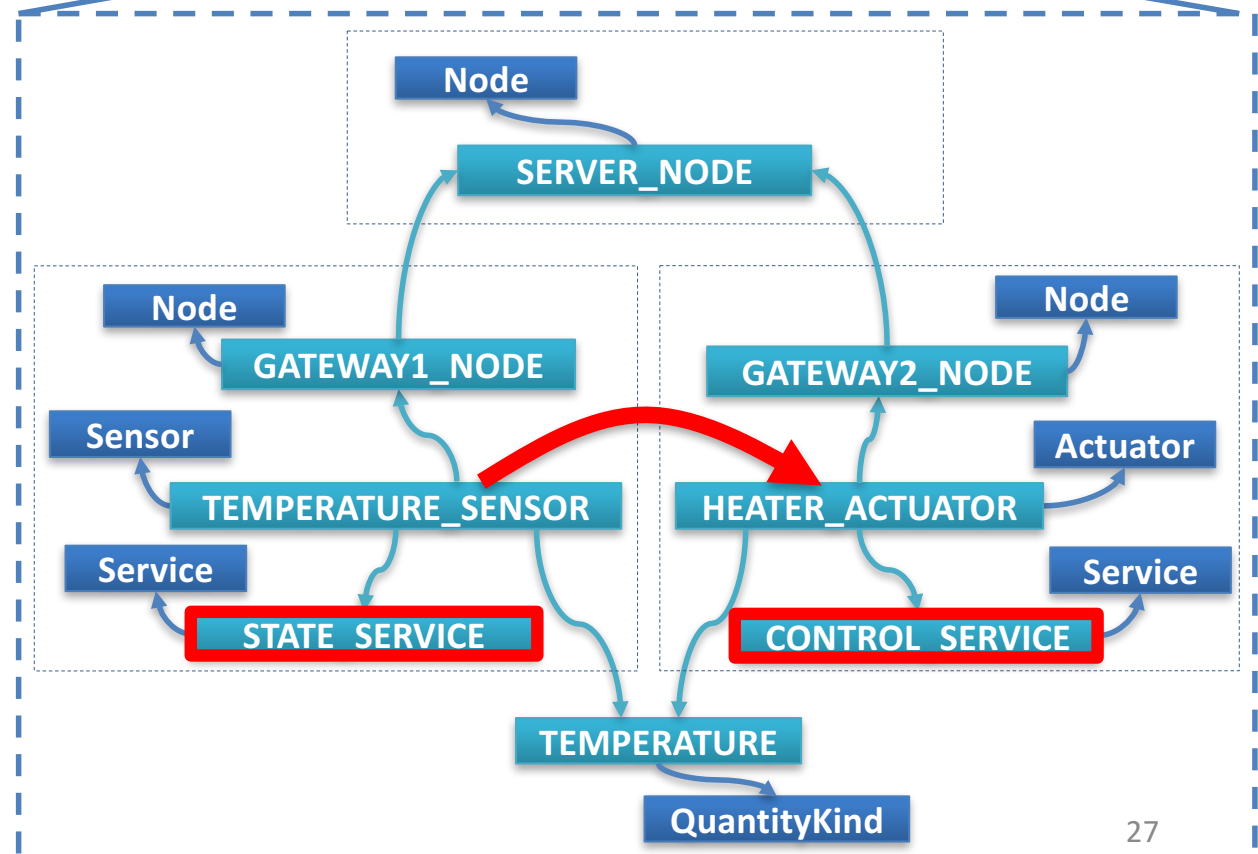 Node
SERVER_NODE
Node
GATEWAY1_NODE
Node
GATEWAY2_NODE
Sensor
TEMPERATURE_SENSOR
Actuator
HEATER_ACTUATOR
Service
STATE_SERVICE
Service
CONTROL_SERVICE
TEMPERATURE
QuantityKind
27